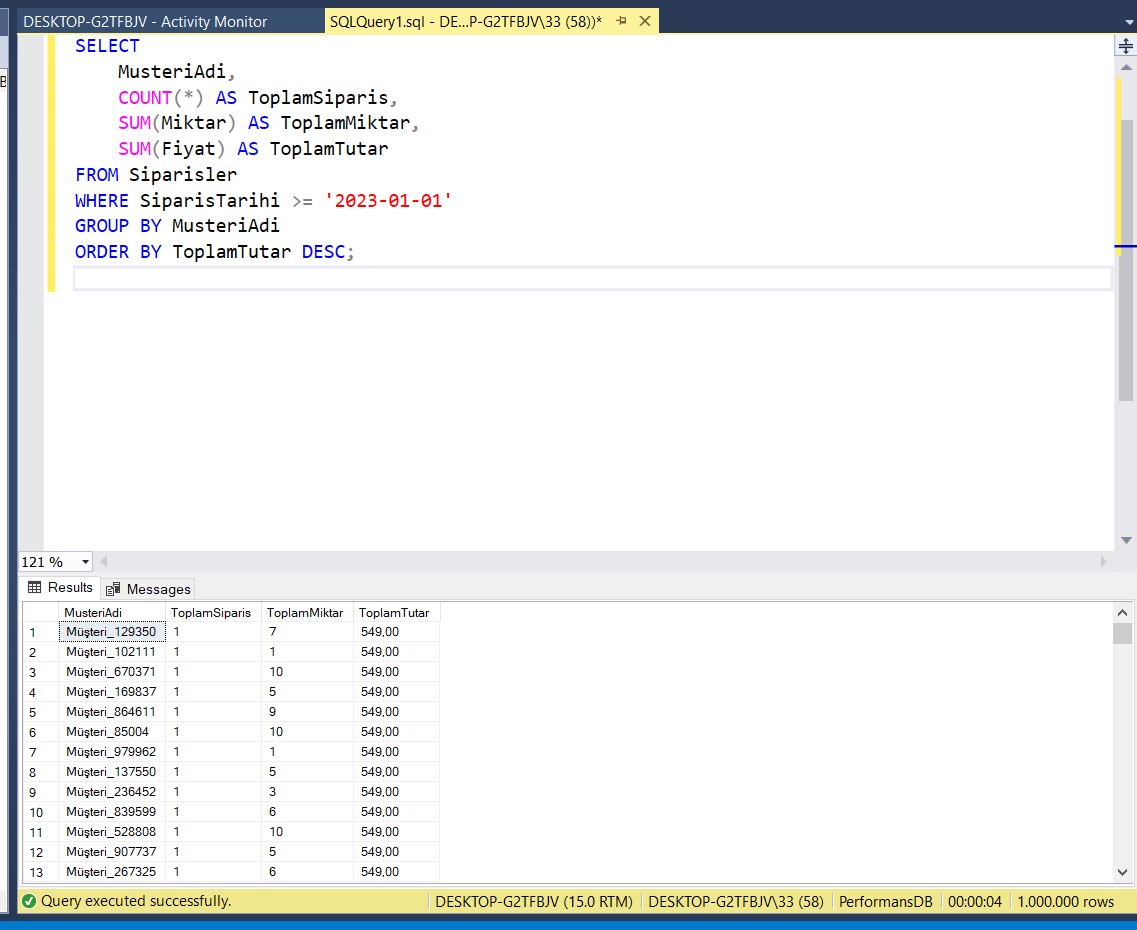 DESKTOP-G2TFBJV - Activity Monitor SQLQuery1.sql - DE...P-G2TFBJV\33 (58))*
SELECT
MusteriAdi,
COUNT(*) AS ToplamSiparis,
SUM(Miktar) AS ToplamMiktar,
SUM(Fiyat) AS ToplamTutar
FROM Siparisler
WHERE SiparisTarihi >= '2023-01-01'
GROUP BY MusteriAdi
ORDER BY ToplamTutar DESC;
121 %
Results Messages
MusteriAdi ToplamSiparis ToplamMiktar ToplamTutar
1 Müşteri_129350 1 7 549,00
2 Müşteri_102111 1 1 549,00
3 Müşteri_670371 1 10 549,00
4 Müşteri_169837 1 5 549,00
5 Müşteri_864611 1 9 549,00
6 Müşteri_85004 1 10 549,00
7 Müşteri_979962 1 1 549,00
8 Müşteri_137550 1 5 549,00
9 Müşteri_236452 1 3 549,00
10 Müşteri_839599 1 6 549,00
11 Müşteri_528808 1 10 549,00
12 Müşteri_907737 1 5 549,00
13 Müşteri_267325 1 6 549,00
Query executed successfully. DESKTOP-G2TFBJV (15.0 RTM) DESKTOP-G2TFBJV\33 (58) PerformansDB 00:00:04 1.000.000 rows